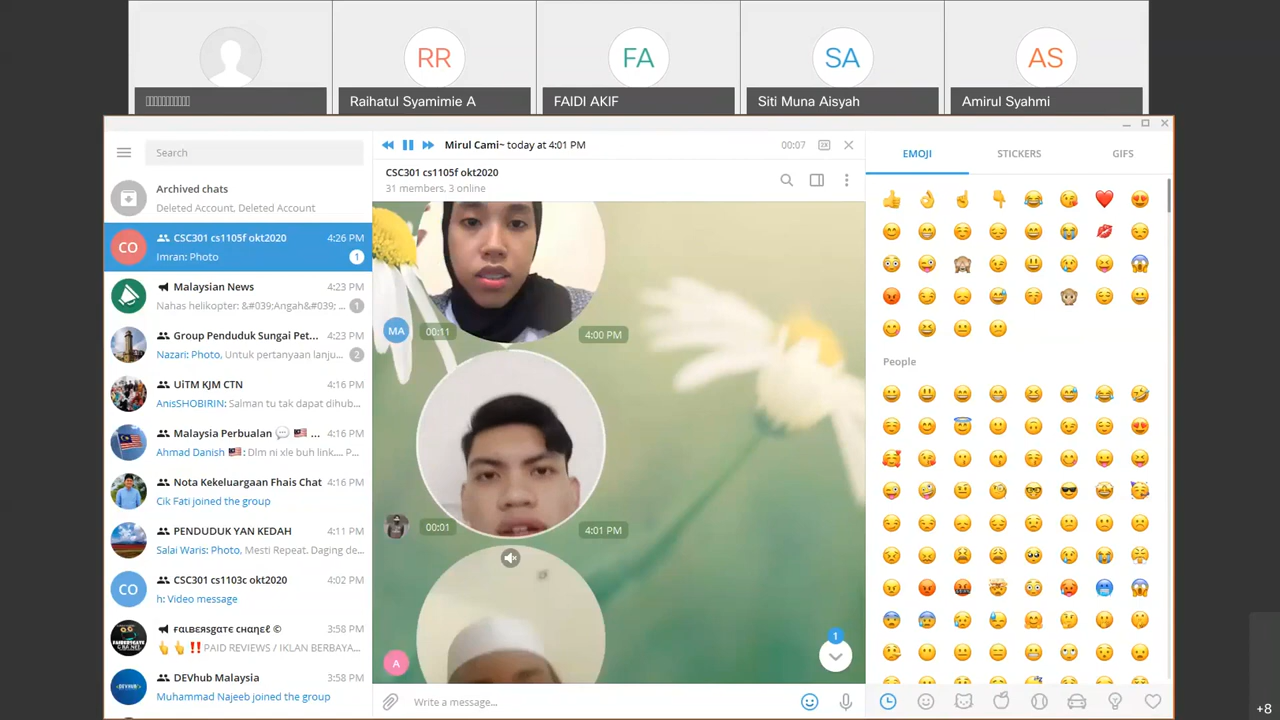 RR
FA
SA
AS
Raihatul Syamimie A
FAIDI AKIF
Siti Muna Aisyah
Amirul Syahmi
Search
Archived chats
Deleted Account, Deleted Account
CO
CSC301 cs1105f okt2020
4:26 PM
Imran: Photo
1
Malaysian News
4:23 PM
Nahas helikopter: &#039;Angah&#039; ...
1
Group Penduduk Sungai Pet...
4:23 PM
Nazari: Photo, Untuk pertanyaan lanju...
2
UiTM KJM CTN
4:16 PM
AnisSHOBIRIN: Salman tu tak dapat dihub...
Malaysia Perbualan 💬 🇲🇾 ...
4:16 PM
Ahmad Danish 🇲🇾: Dlm ni xle buh link.... P...
Nota Kekeluargaan Fhais Chat
4:16 PM
Cik Fati joined the group
PENDUDUK YAN KEDAH
4:11 PM
Salai Waris: Photo, Mesti Repeat. Daging de...
CO
CSC301 cs1103c okt2020
4:02 PM
h: Video message
3:58 PM
👆 👆 ‼️ PAID REVIEWS / IKLAN BERBAYA...
DEVhub
DEVhub Malaysia
3:58 PM
Muhammad Najeeb joined the group
Mirul Cami~ today at 4:01 PM
00:07
2X
CSC301 cs1105f okt2020
31 members, 3 online
MA
00:11
4:00 PM
00:01
4:01 PM
A
1
Write a message...
EMOJI
STICKERS
GIFS
People
+8